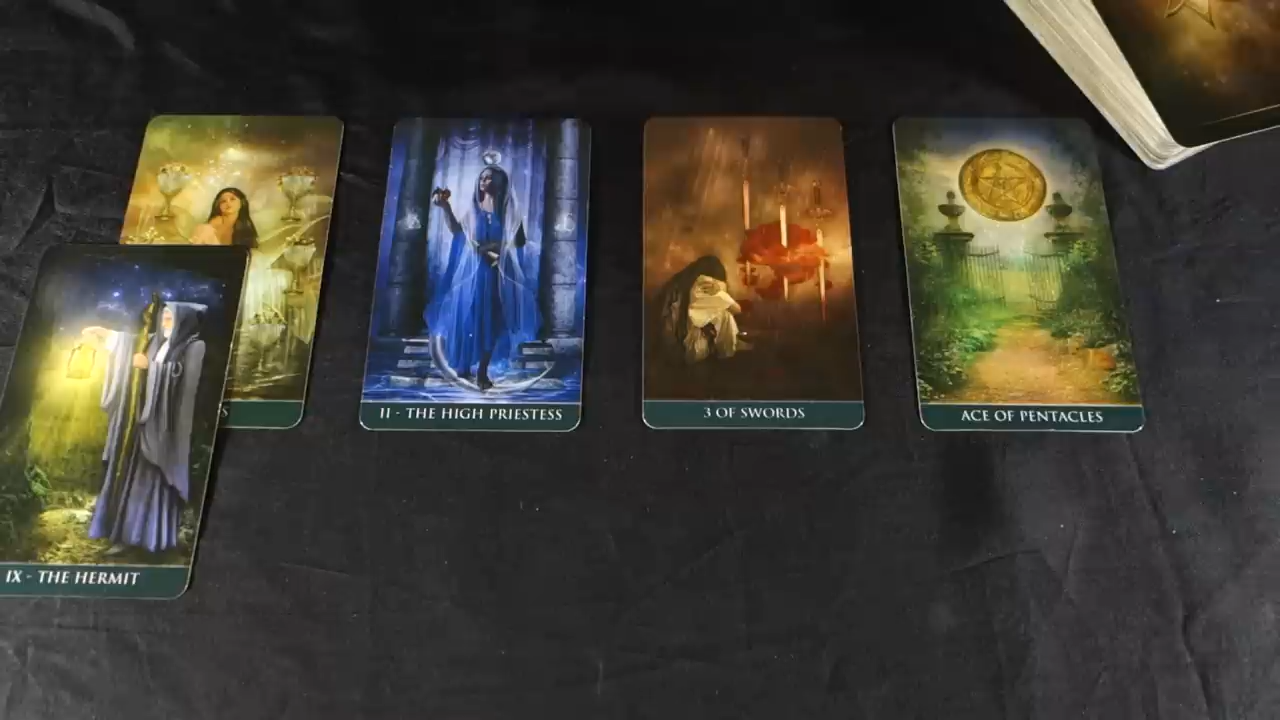 II - THE HIGH PRIESTESS
3 OF SWORDS
ACE OF PENTACLES
IX - THE HERMIT